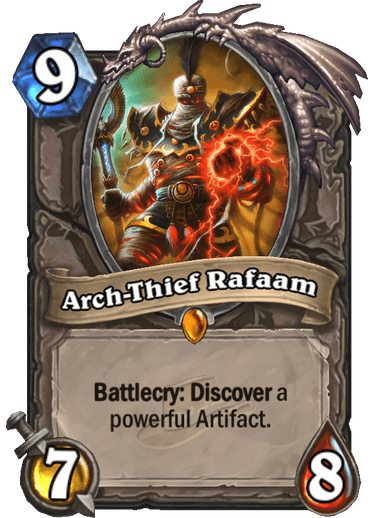 9
Arch-Thief Rafaam
Battlecry: Discover a
powerful Artifact.
7
8